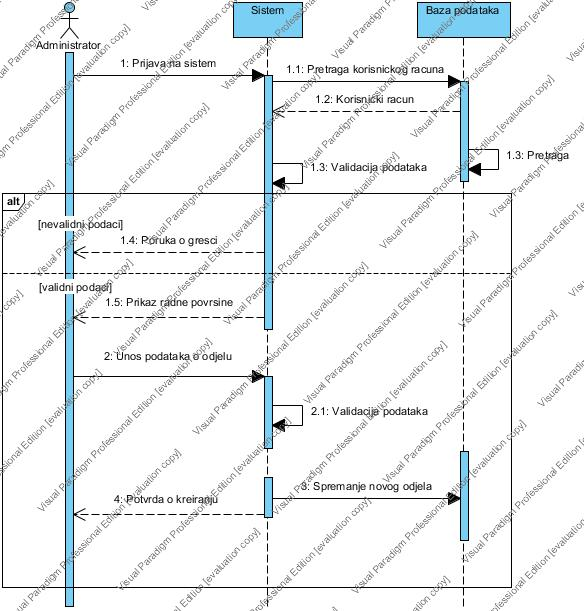 Administrator
Sistem
Baza podataka
1: Prijava na sistem
1.1: Pretraga korisnickog racuna
1.2: Korisnicki racun
1.3: Pretraga
1.3: Validacija podataka
alt
[nevalidni podaci]
1.4: Poruka o gresci
[validni podaci]
1.5: Prikaz radne povrsine
2: Unos podataka o odjelu
2.1: Validacija podataka
3: Spremanje novog odjela
4: Potvrda o kreiranju
Visual Paradigm Professional Edition [evaluation copy]